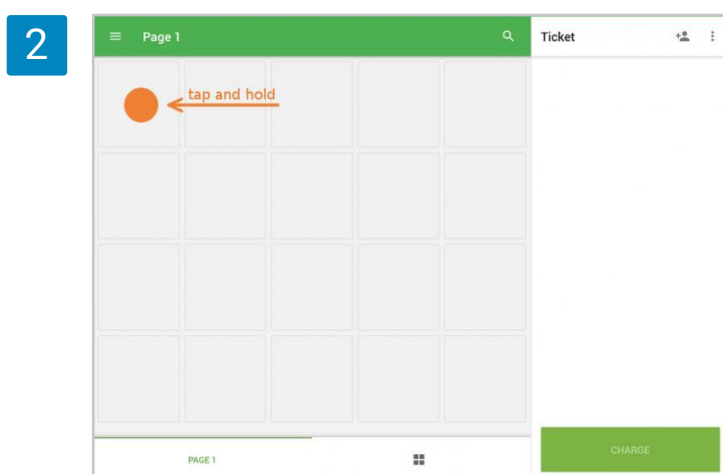 2
Page 1
Ticket
tap and hold
PAGE 1
CHARGE